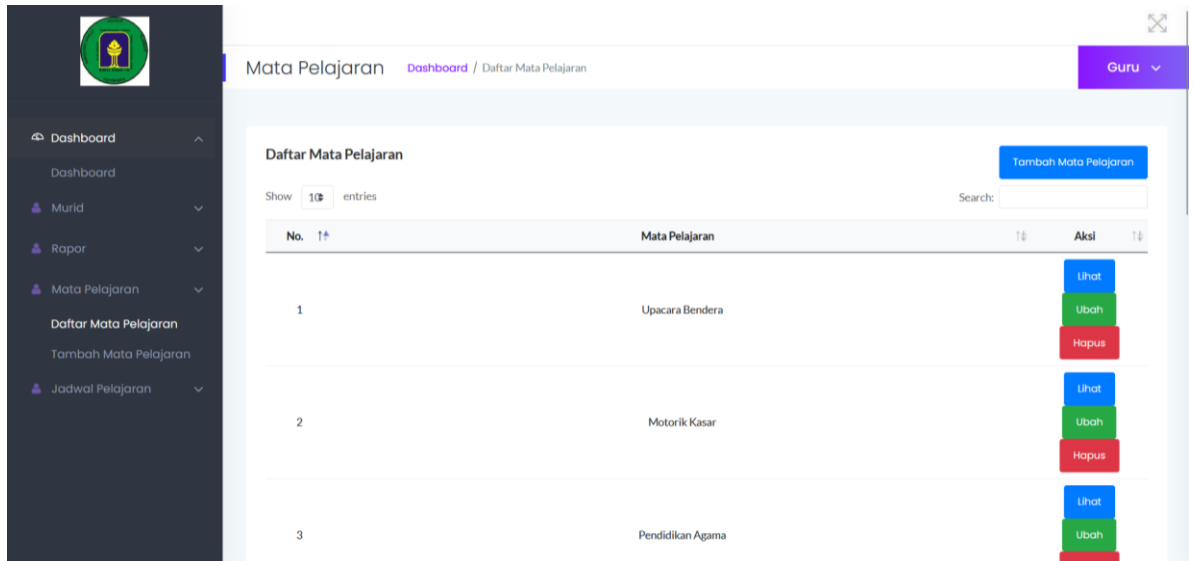 Mata Pelajaran Dashboard / Daftar Mata Pelajaran
Guru
Dashboard
Dashboard
Murid
Rapor
Mata Pelajaran
Daftar Mata Pelajaran
Tambah Mata Pelajaran
Jadwal Pelajaran
Daftar Mata Pelajaran
Tambah Mata Pelajaran
Show 10 entries
Search:
No. Mata Pelajaran Aksi
1 Upacara Bendera
Lihat
Ubah
Hapus
2 Motorik Kasar
Lihat
Ubah
Hapus
3 Pendidikan Agama
Lihat
Ubah